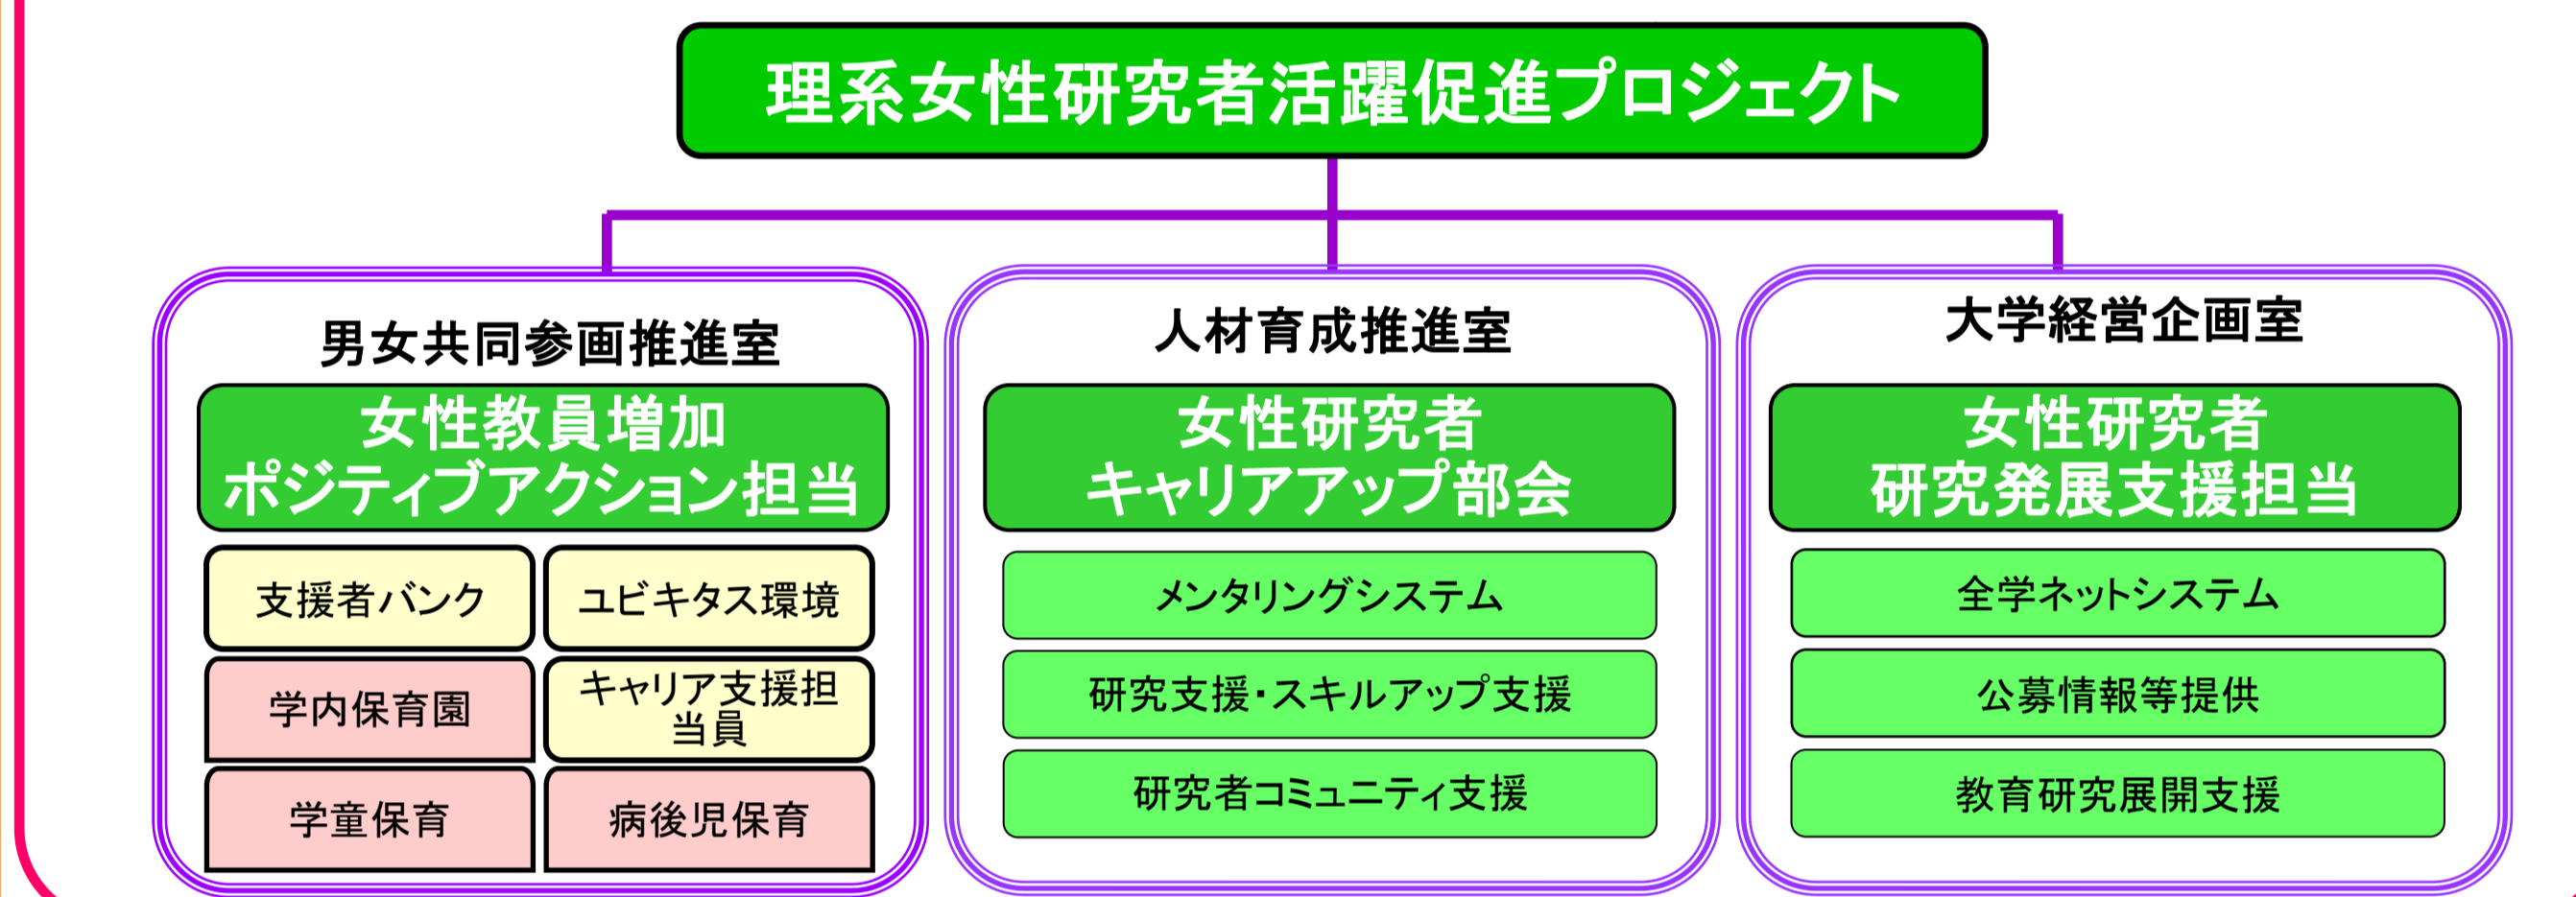 理系女性研究者活躍促進プロジェクト
男女共同参画推進室
女性教員増加
ポジティブアクション担当
支援者バンク
ユビキタス環境
学内保育園
キャリア支援担
当員
学童保育
病後児保育
人材育成推進室
女性研究者
キャリアアップ部会
メンタリングシステム
研究支援・スキルアップ支援
研究者コミュニティ支援
大学経営企画室
女性研究者
研究発展支援担当
全学ネットシステム
公募情報等提供
教育研究展開支援